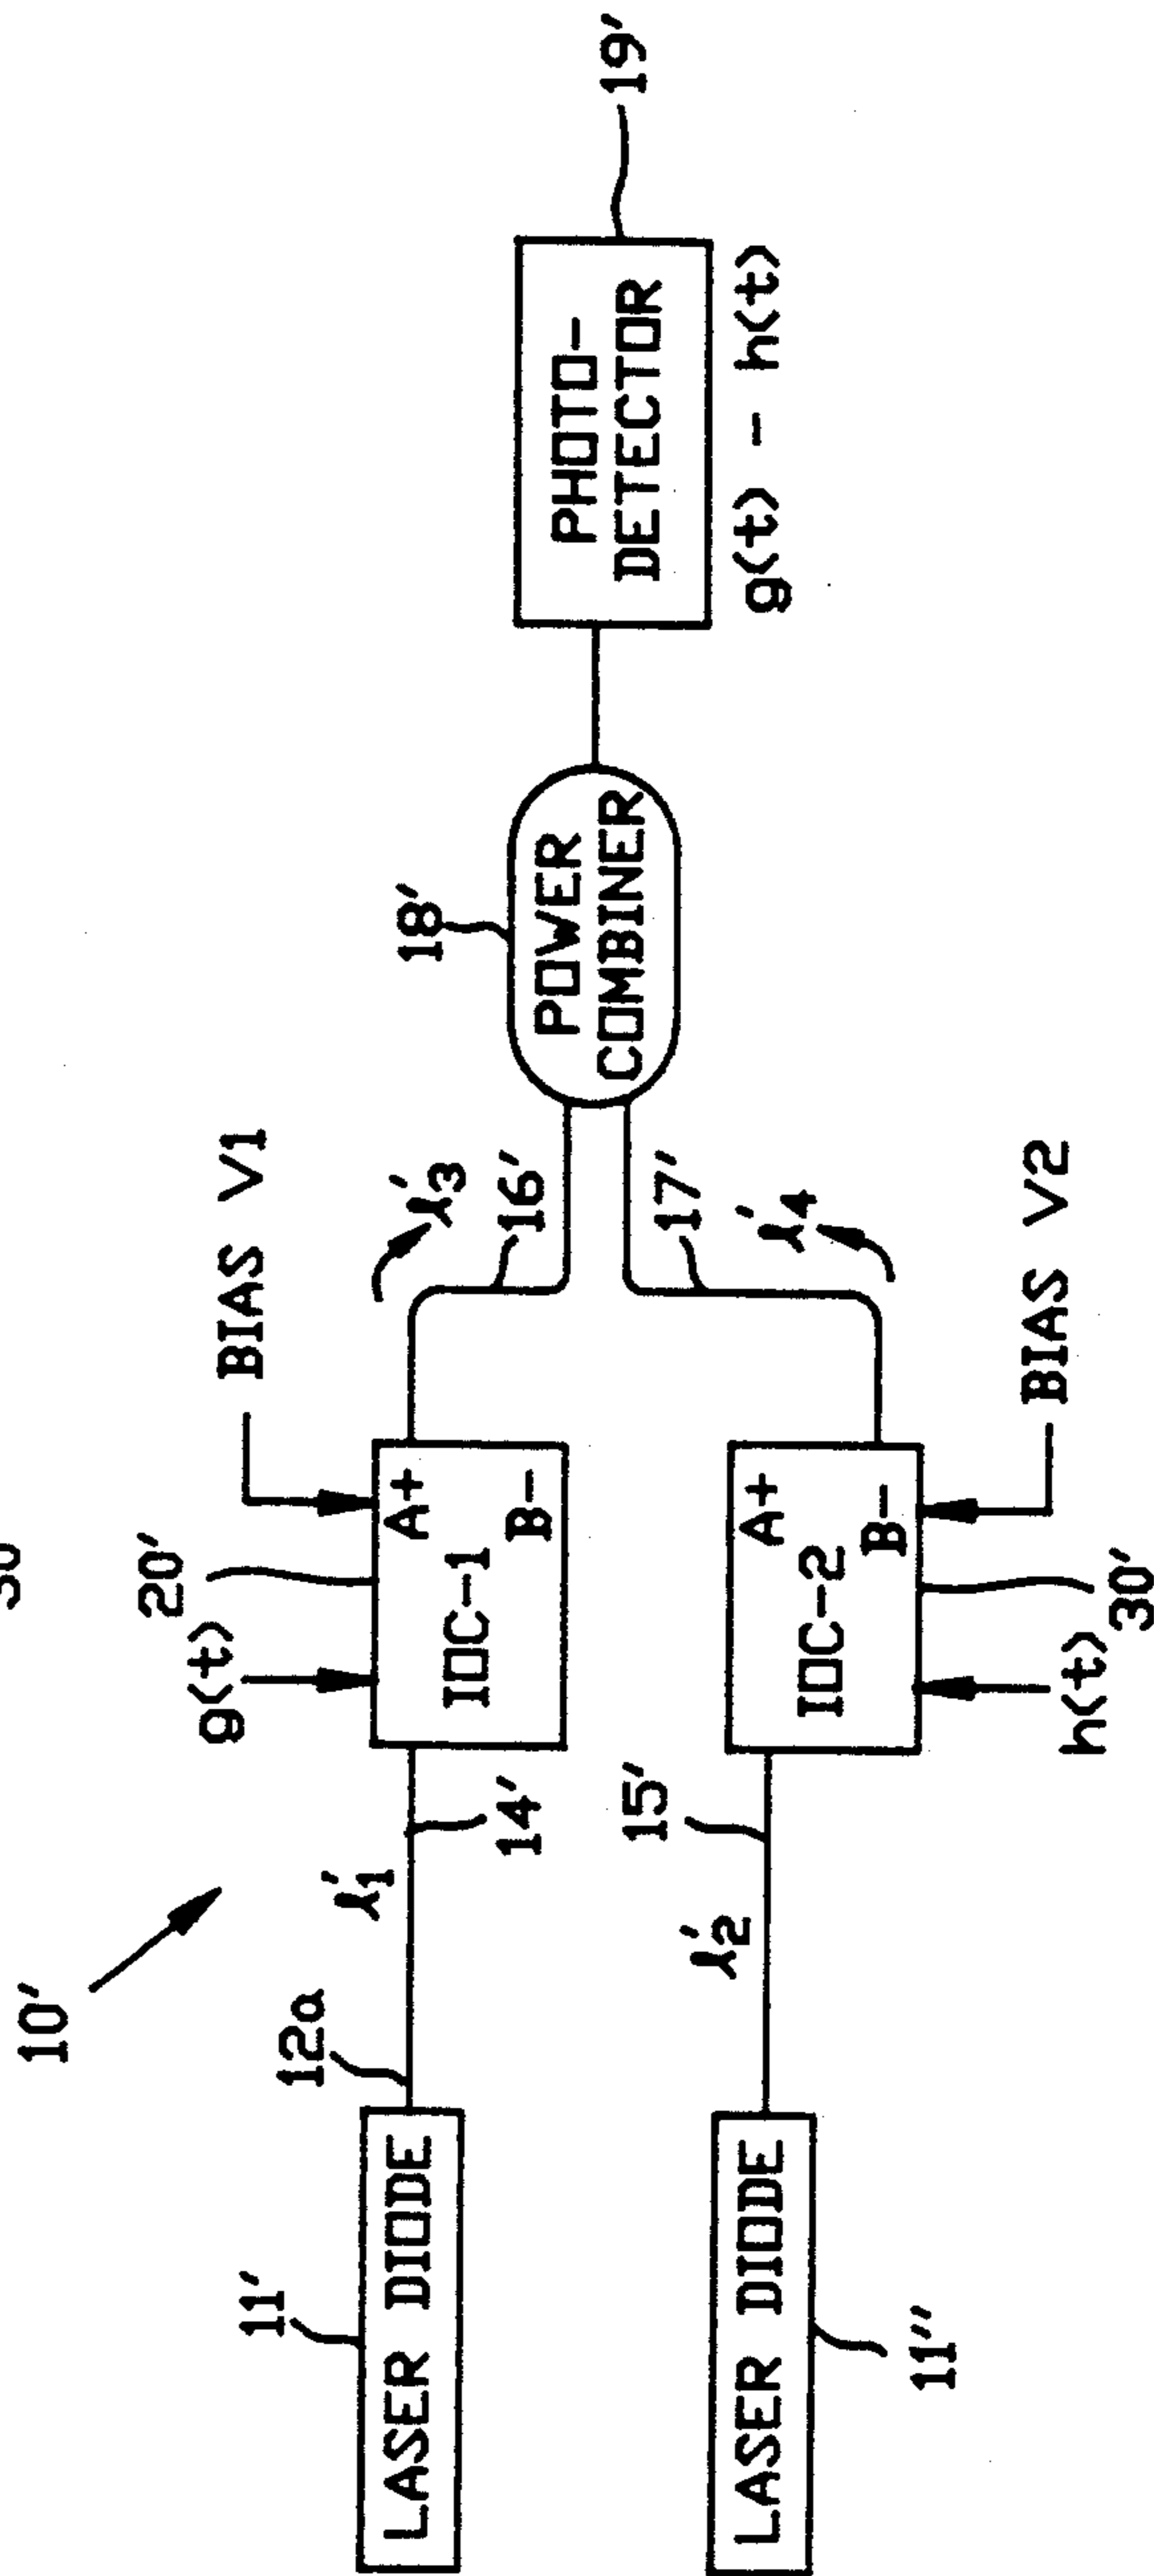 30
10'
20'
g(t)
BIAS V1
IOC-1
A+
B-
11'
LASER DIODE
12a
ℓ'1
14'
ℓ'3
16'
18'
POWER
COMBINER
PHOTO-
DETECTOR
19'
g(t) - h(t)
11''
LASER DIODE
ℓ'2
15'
IOC-2
A+
B-
17'
ℓ'4
h(t)
30'
BIAS V2